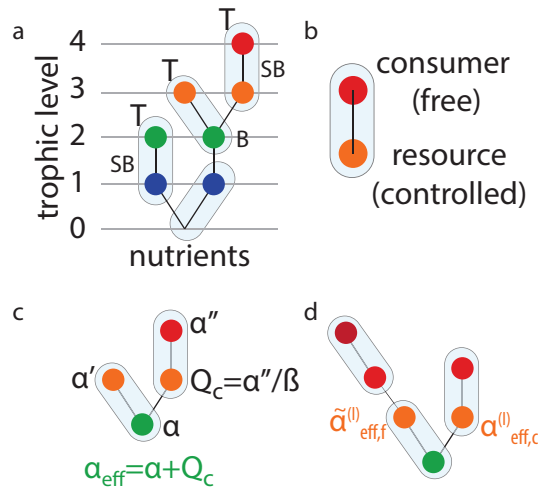 a
T
b
4
SB
consumer
(free)
T
3
T
B
2
SB
resource
(controlled)
1
0
trophic level
nutrients
c
d
α''
α'
Q_c=α''/ß
α
α_eff=α+Q_c
α̃^(l)_eff,f
α^(l)_eff,c